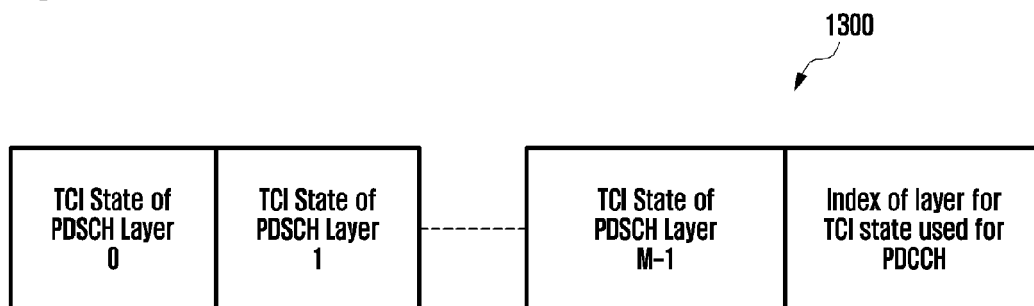 1300
TCI State of
PDSCH Layer
0
TCI State of
PDSCH Layer
1
TCI State of
PDSCH Layer
M-1
Index of layer for
TCI state used for
PDCCH